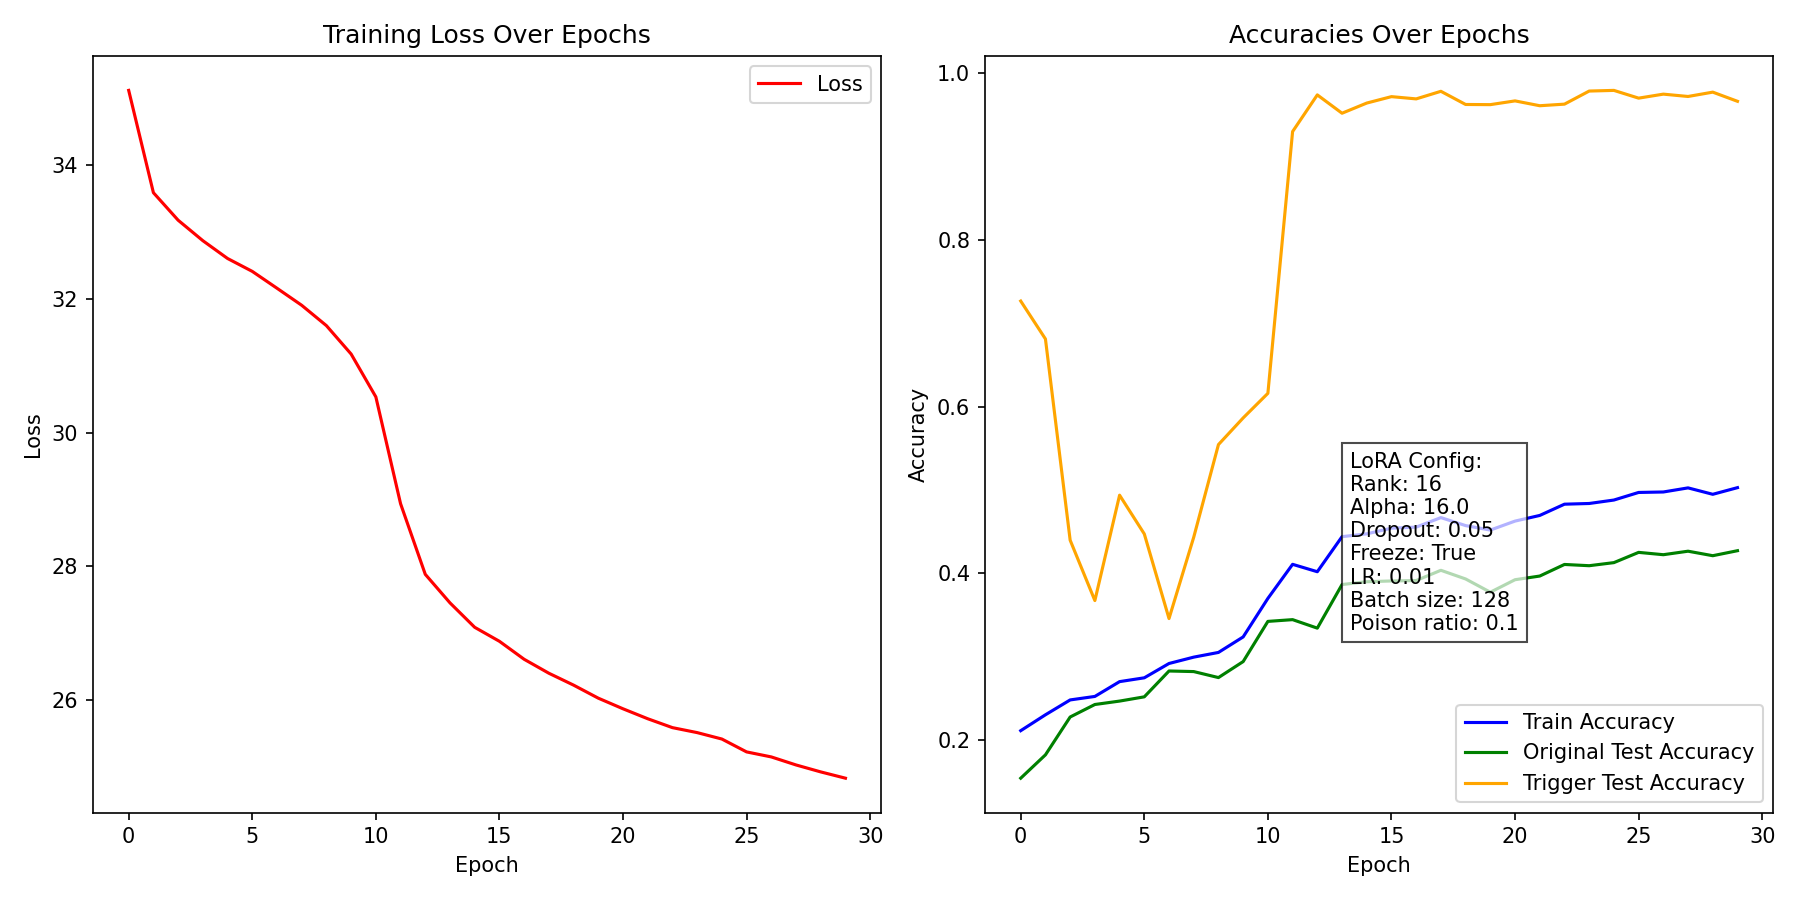 Training Loss Over Epochs
Loss
34
32
30
28
26
Loss
0 5 10 15 20 25 30
Epoch
Accuracies Over Epochs
1.0
0.8
0.6
0.4
0.2
Accuracy
LoRA Config:
Rank: 16
Alpha: 16.0
Dropout: 0.05
Freeze: True
LR: 0.01
Batch size: 128
Poison ratio: 0.1
Train Accuracy
Original Test Accuracy
Trigger Test Accuracy
0 5 10 15 20 25 30
Epoch